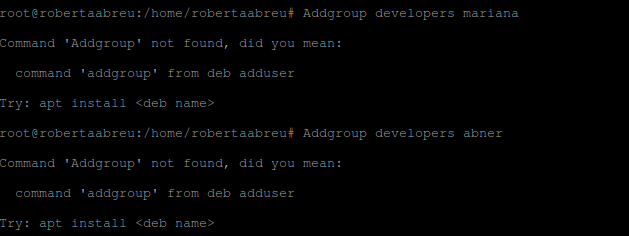 root@robertaabreu:/home/robertaabreu# Addgroup developers mariana
Command 'Addgroup' not found, did you mean:
command 'addgroup' from deb adduser
Try: apt install <deb name>
root@robertaabreu:/home/robertaabreu# Addgroup developers abner
Command 'Addgroup' not found, did you mean:
command 'addgroup' from deb adduser
Try: apt install <deb name>